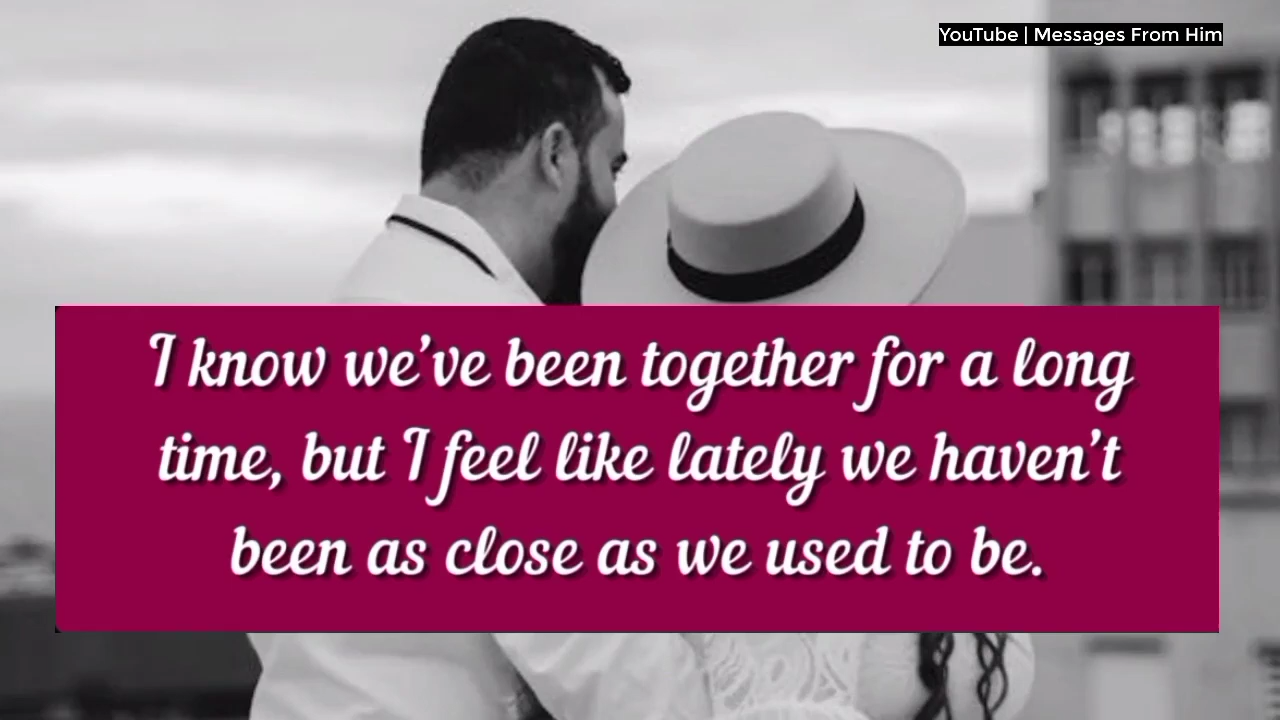 YouTube | Messages From Him
I know we've been together for a long
time, but I feel like lately we haven't
been as close as we used to be.